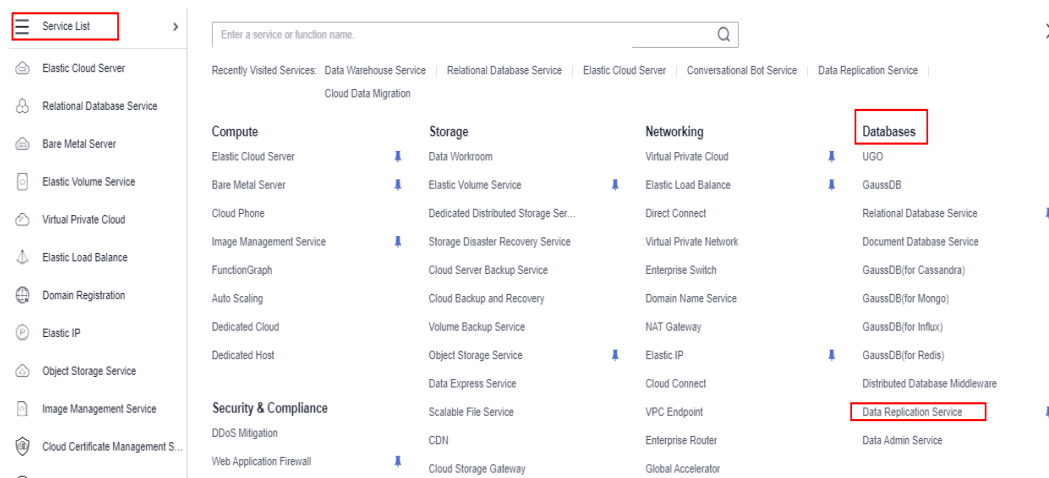 Service List
Elastic Cloud Server
Relational Database Service
Bare Metal Server
Elastic Volume Service
Virtual Private Cloud
Elastic Load Balance
Domain Registration
Elastic IP
Object Storage Service
Image Management Service
Cloud Certificate Management S...
Enter a service or function name.
Recently Visited Services: Data Warehouse Service Relational Database Service Elastic Cloud Server Conversational Bot Service Data Replication Service
Cloud Data Migration
Compute
Elastic Cloud Server
Bare Metal Server
Cloud Phone
Image Management Service
FunctionGraph
Auto Scaling
Dedicated Cloud
Dedicated Host
Security & Compliance
DDoS Mitigation
Web Application Firewall
Storage
Data Workroom
Elastic Volume Service
Dedicated Distributed Storage Ser...
Storage Disaster Recovery Service
Cloud Server Backup Service
Cloud Backup and Recovery
Volume Backup Service
Object Storage Service
Data Express Service
Scalable File Service
CDN
Cloud Storage Gateway
Networking
Virtual Private Cloud
Elastic Load Balance
Direct Connect
Virtual Private Network
Enterprise Switch
Domain Name Service
NAT Gateway
Elastic IP
Cloud Connect
VPC Endpoint
Enterprise Router
Global Accelerator
Databases
UGO
GaussDB
Relational Database Service
Document Database Service
GaussDB(for Cassandra)
GaussDB(for Mongo)
GaussDB(for Influx)
GaussDB(for Redis)
Distributed Database Middleware
Data Replication Service
Data Admin Service